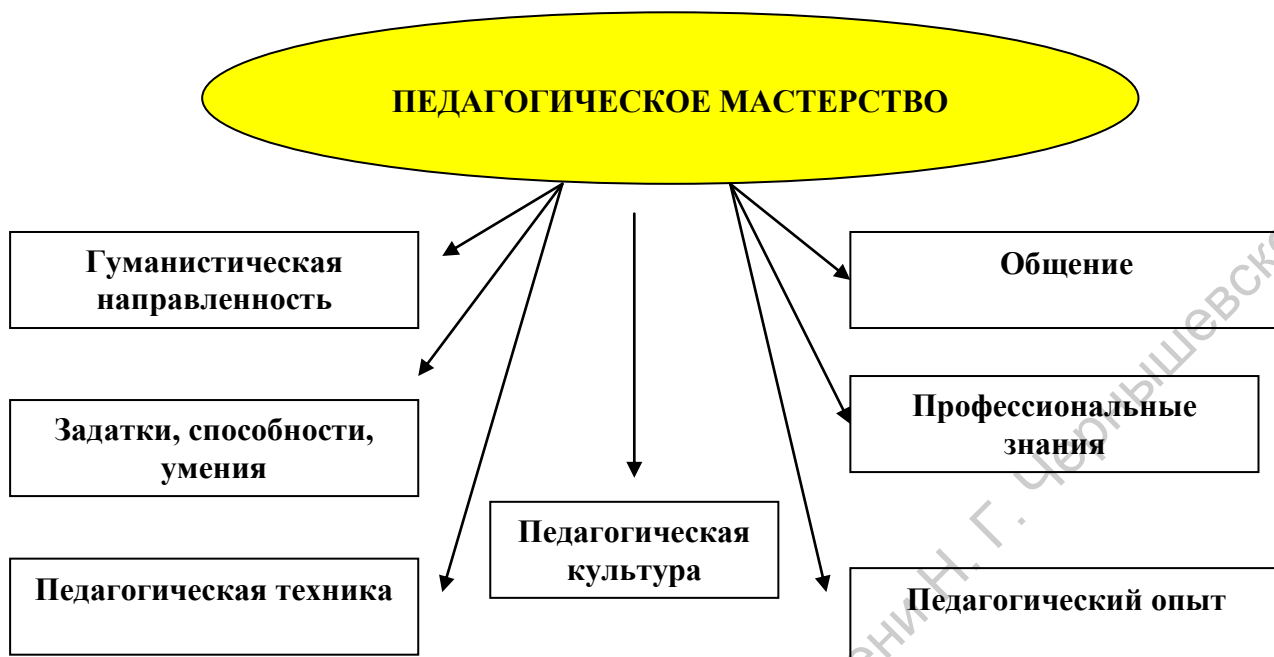 ПЕДАГОГИЧЕСКОЕ МАСТЕРСТВО
Гуманистическая
направленность
Общение
Задатки, способности,
умения
Профессиональные
знания
Педагогическая
культура
Педагогическая техника
Педагогический опыт
Н. Г.